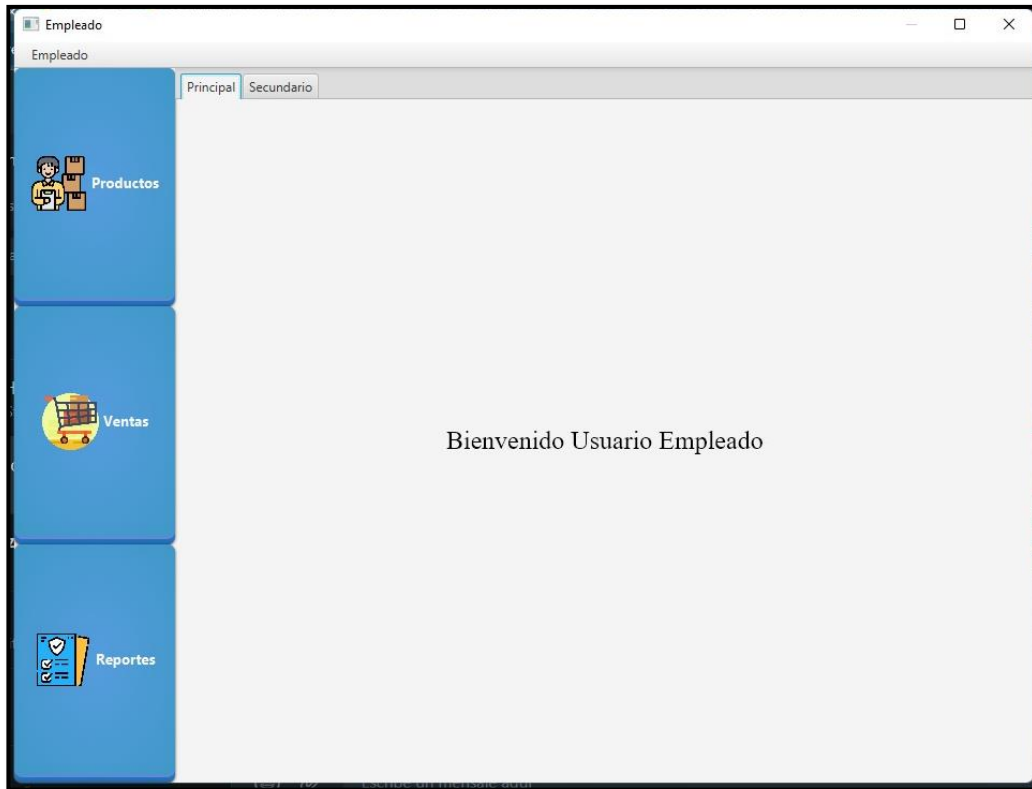 Empleado
Empleado
Principal Secundario
Productos
Ventas
Bienvenido Usuario Empleado
Reportes